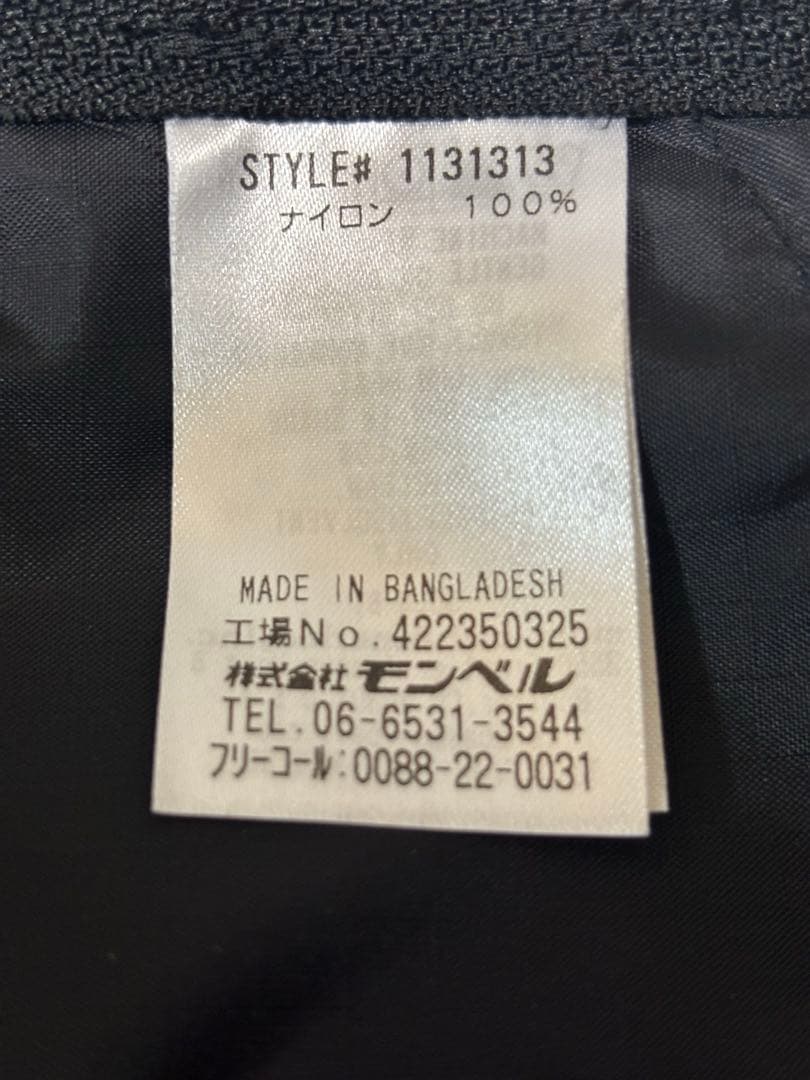 STYLE# 1131313
ナイロン 100%
MADE IN BANGLADESH
工場No.422350325
株式会社 モンベル
TEL.06-6531-3544
フリーコール:0088-22-0031